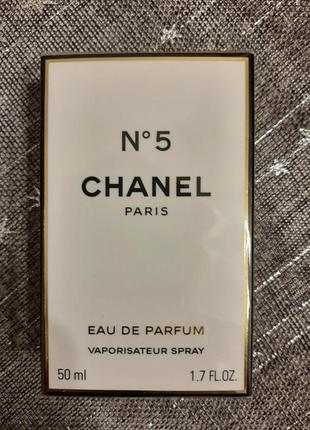 N°5
CHANEL
PARIS
EAU DE PARFUM
VAPORISATEUR SPRAY
50 ml 1.7 FL.OZ.